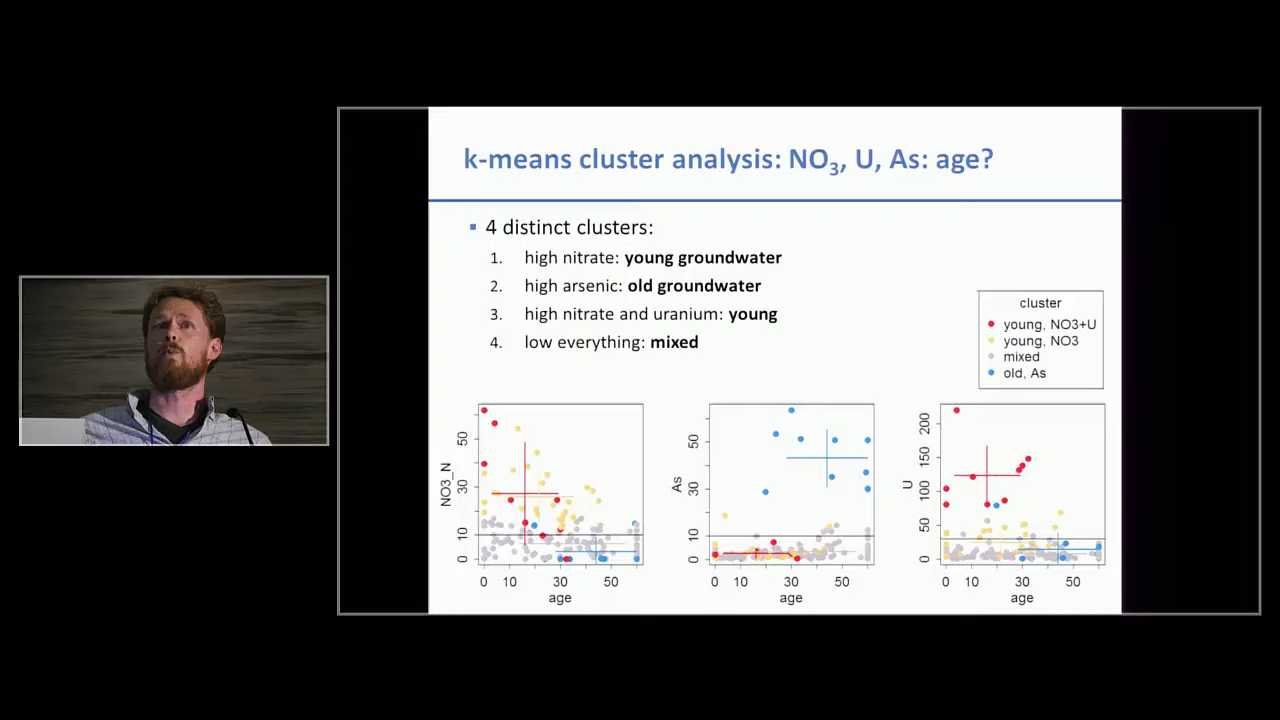 k-means cluster analysis: NO3, U, As: age?
4 distinct clusters:
1. high nitrate: young groundwater
2. high arsenic: old groundwater
3. high nitrate and uranium: young
4. low everything: mixed
cluster
young, NO3+U
young, NO3
mixed
old, As
NO3_N
0 10 30 50
0 10 30 50
age
As
0 10 30 50
0 10 30 50
age
U
0 50 100 150 200
0 10 30 50
age